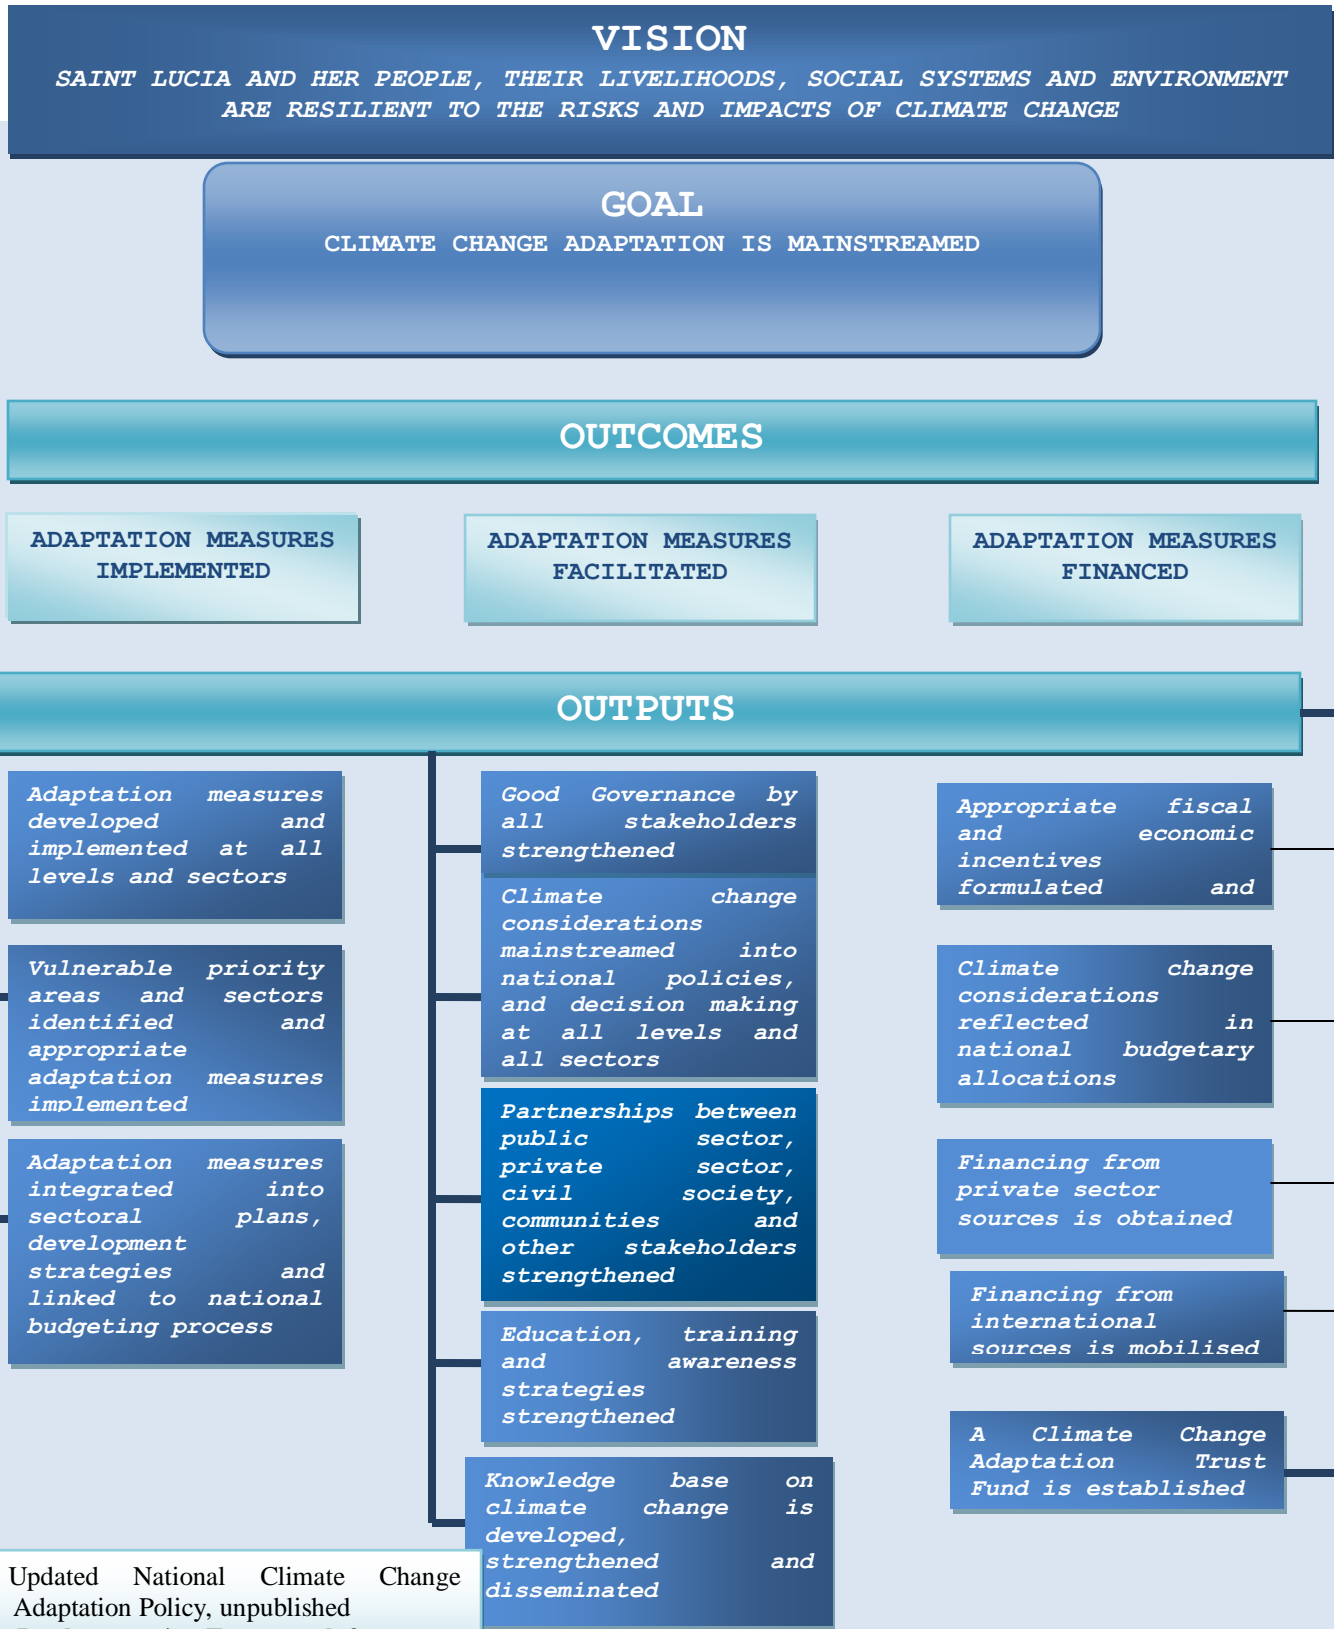 VISION
SAINT LUCIA AND HER PEOPLE, THEIR LIVELIHOODS, SOCIAL SYSTEMS AND ENVIRONMENT
ARE RESILIENT TO THE RISKS AND IMPACTS OF CLIMATE CHANGE
GOAL
CLIMATE CHANGE ADAPTATION IS MAINSTREAMED
OUTCOMES
ADAPTATION MEASURES
IMPLEMENTED
ADAPTATION MEASURES
FACILITATED
ADAPTATION MEASURES
FINANCED
OUTPUTS
Adaptation measures
developed and
implemented at all
levels and sectors
Vulnerable priority
areas and sectors
identified and
appropriate
adaptation measures
implemented
Adaptation measures
integrated into
sectoral plans,
development
strategies and
linked to national
budgeting process
Good Governance by
all stakeholders
strengthened
Climate change
considerations
mainstreamed into
national policies,
and decision making
at all levels and
all sectors
Partnerships between
public sector,
private sector,
civil society,
communities and
other stakeholders
strengthened
Education, training
and awareness
strategies
strengthened
Knowledge base on
climate change is
developed,
strengthened and
disseminated
Appropriate fiscal
and economic
incentives
formulated and
Climate change
considerations
reflected in
national budgetary
allocations
Financing from
private sector
sources is obtained
Financing from
international
sources is mobilised
A Climate Change
Adaptation Trust
Fund is established
Updated National Climate Change
Adaptation Policy, unpublished